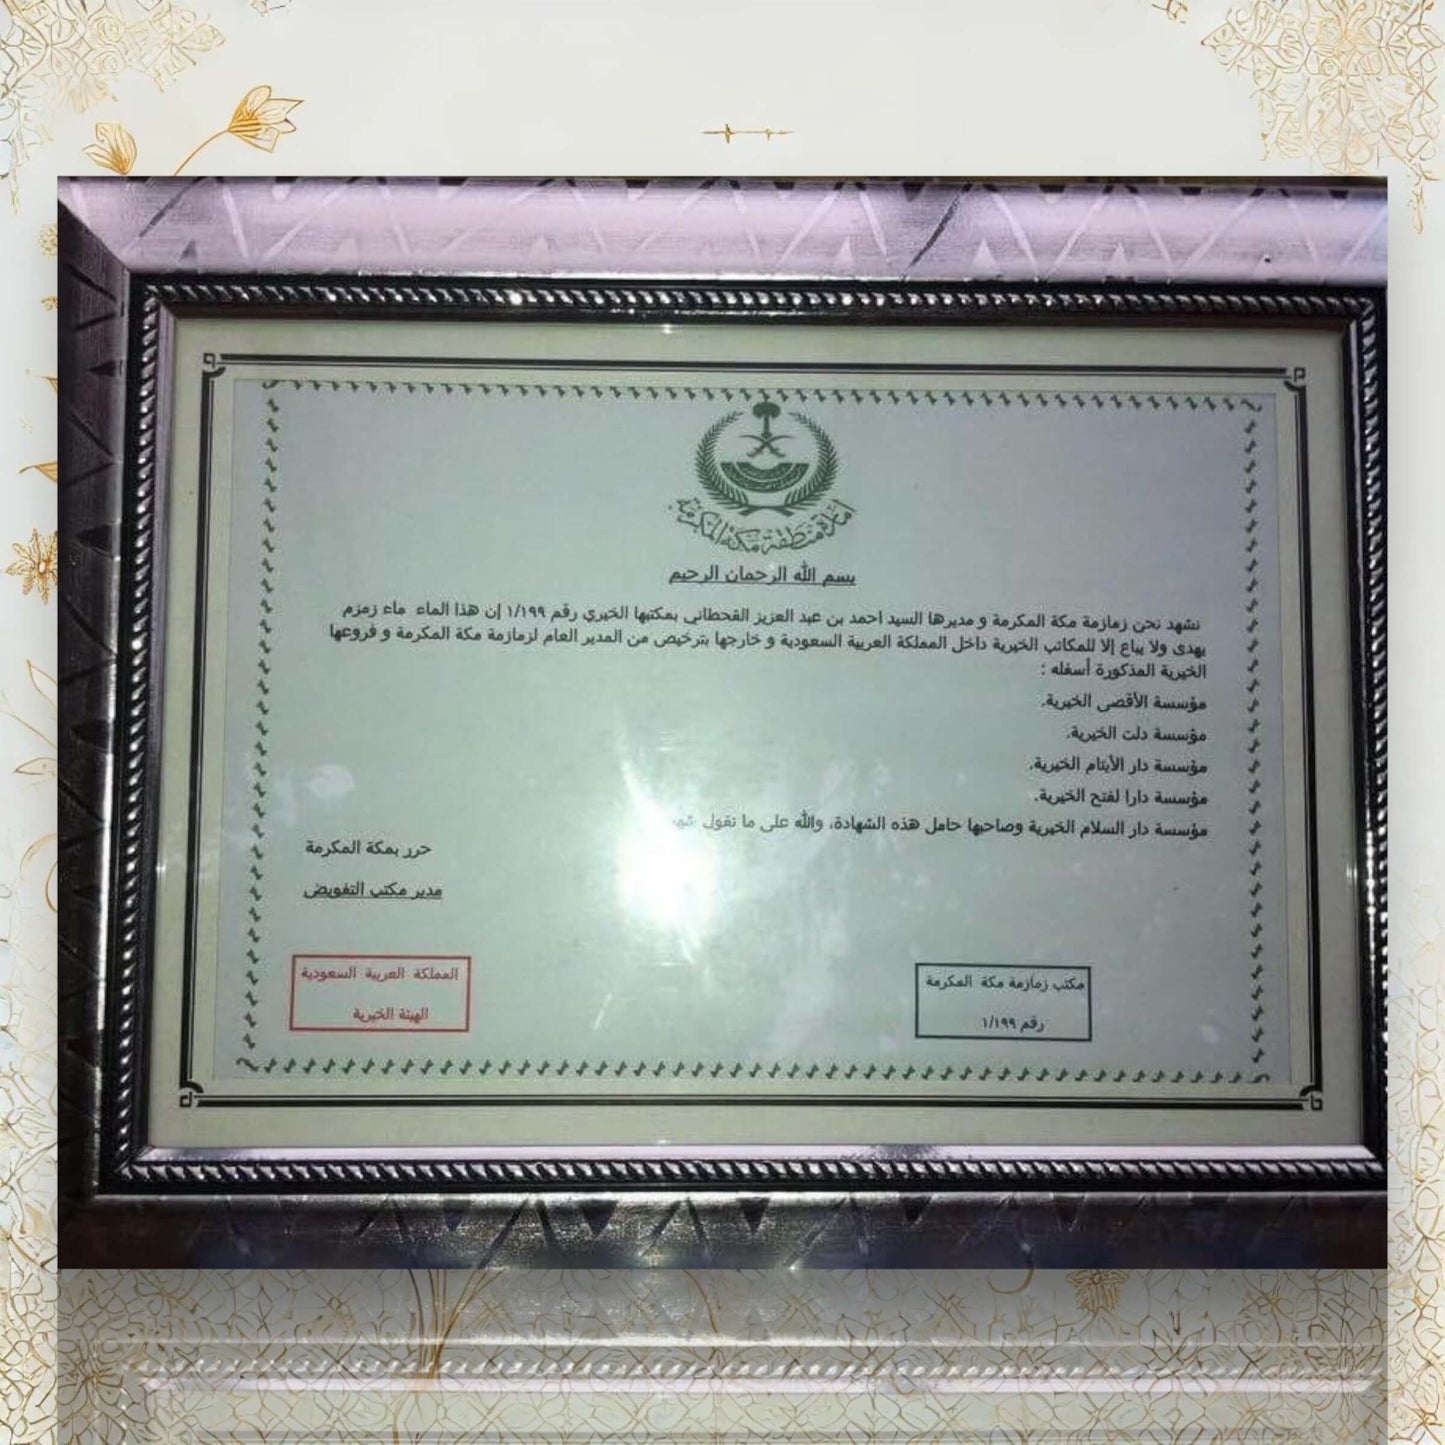 امارة منطقة مكة المكرمة
بسم الله الرحمان الرحيم
نشهد نحن زمازمة مكة المكرمة و مديرها السيد احمد بن عبد العزيز القحطاني بمكتبها الخيري رقم ١/١٩٩ إن هذا الماء ماء زمزم
يهدى ولا يباع إلا للمكاتب الخيرية داخل المملكة العربية السعودية و خارجها بترخيص من المدير العام لزمازمة مكة المكرمة و فروعها
الخيرية المذكورة أسفله :
مؤسسة الأقصى الخيرية.
مؤسسة دلت الخيرية.
مؤسسة دار الأيتام الخيرية.
مؤسسة دارا لفتح الخيرية.
مؤسسة دار السلام الخيرية وصاحبها حامل هذه الشهادة، والله على ما نقول
حرر بمكة المكرمة
مدير مكتب التفويض
مكتب زمازمة مكة المكرمة
رقم ١/١٩٩
المملكة العربية السعودية
الهيئة الخيرية